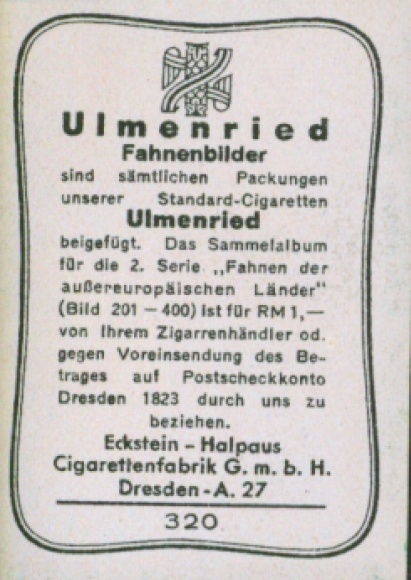 Ulmenried
Fahnenbilder
sind sämtlichen Packungen
unserer Standard-Cigaretten
Ulmenried
beigefügt. Das Sammelalbum
für die 2. Serie „Fahnen der
außereuropäischen Länder"
(Bild 201 – 400) ist für RM 1,—
von Ihrem Zigarrenhändler od.
gegen Voreinsendung des Be-
trages auf Postscheckkonto
Dresden 1823 durch uns zu
beziehen.
Eckstein – Halpaus
Cigarettenfabrik G. m. b. H.
Dresden - A. 27
320